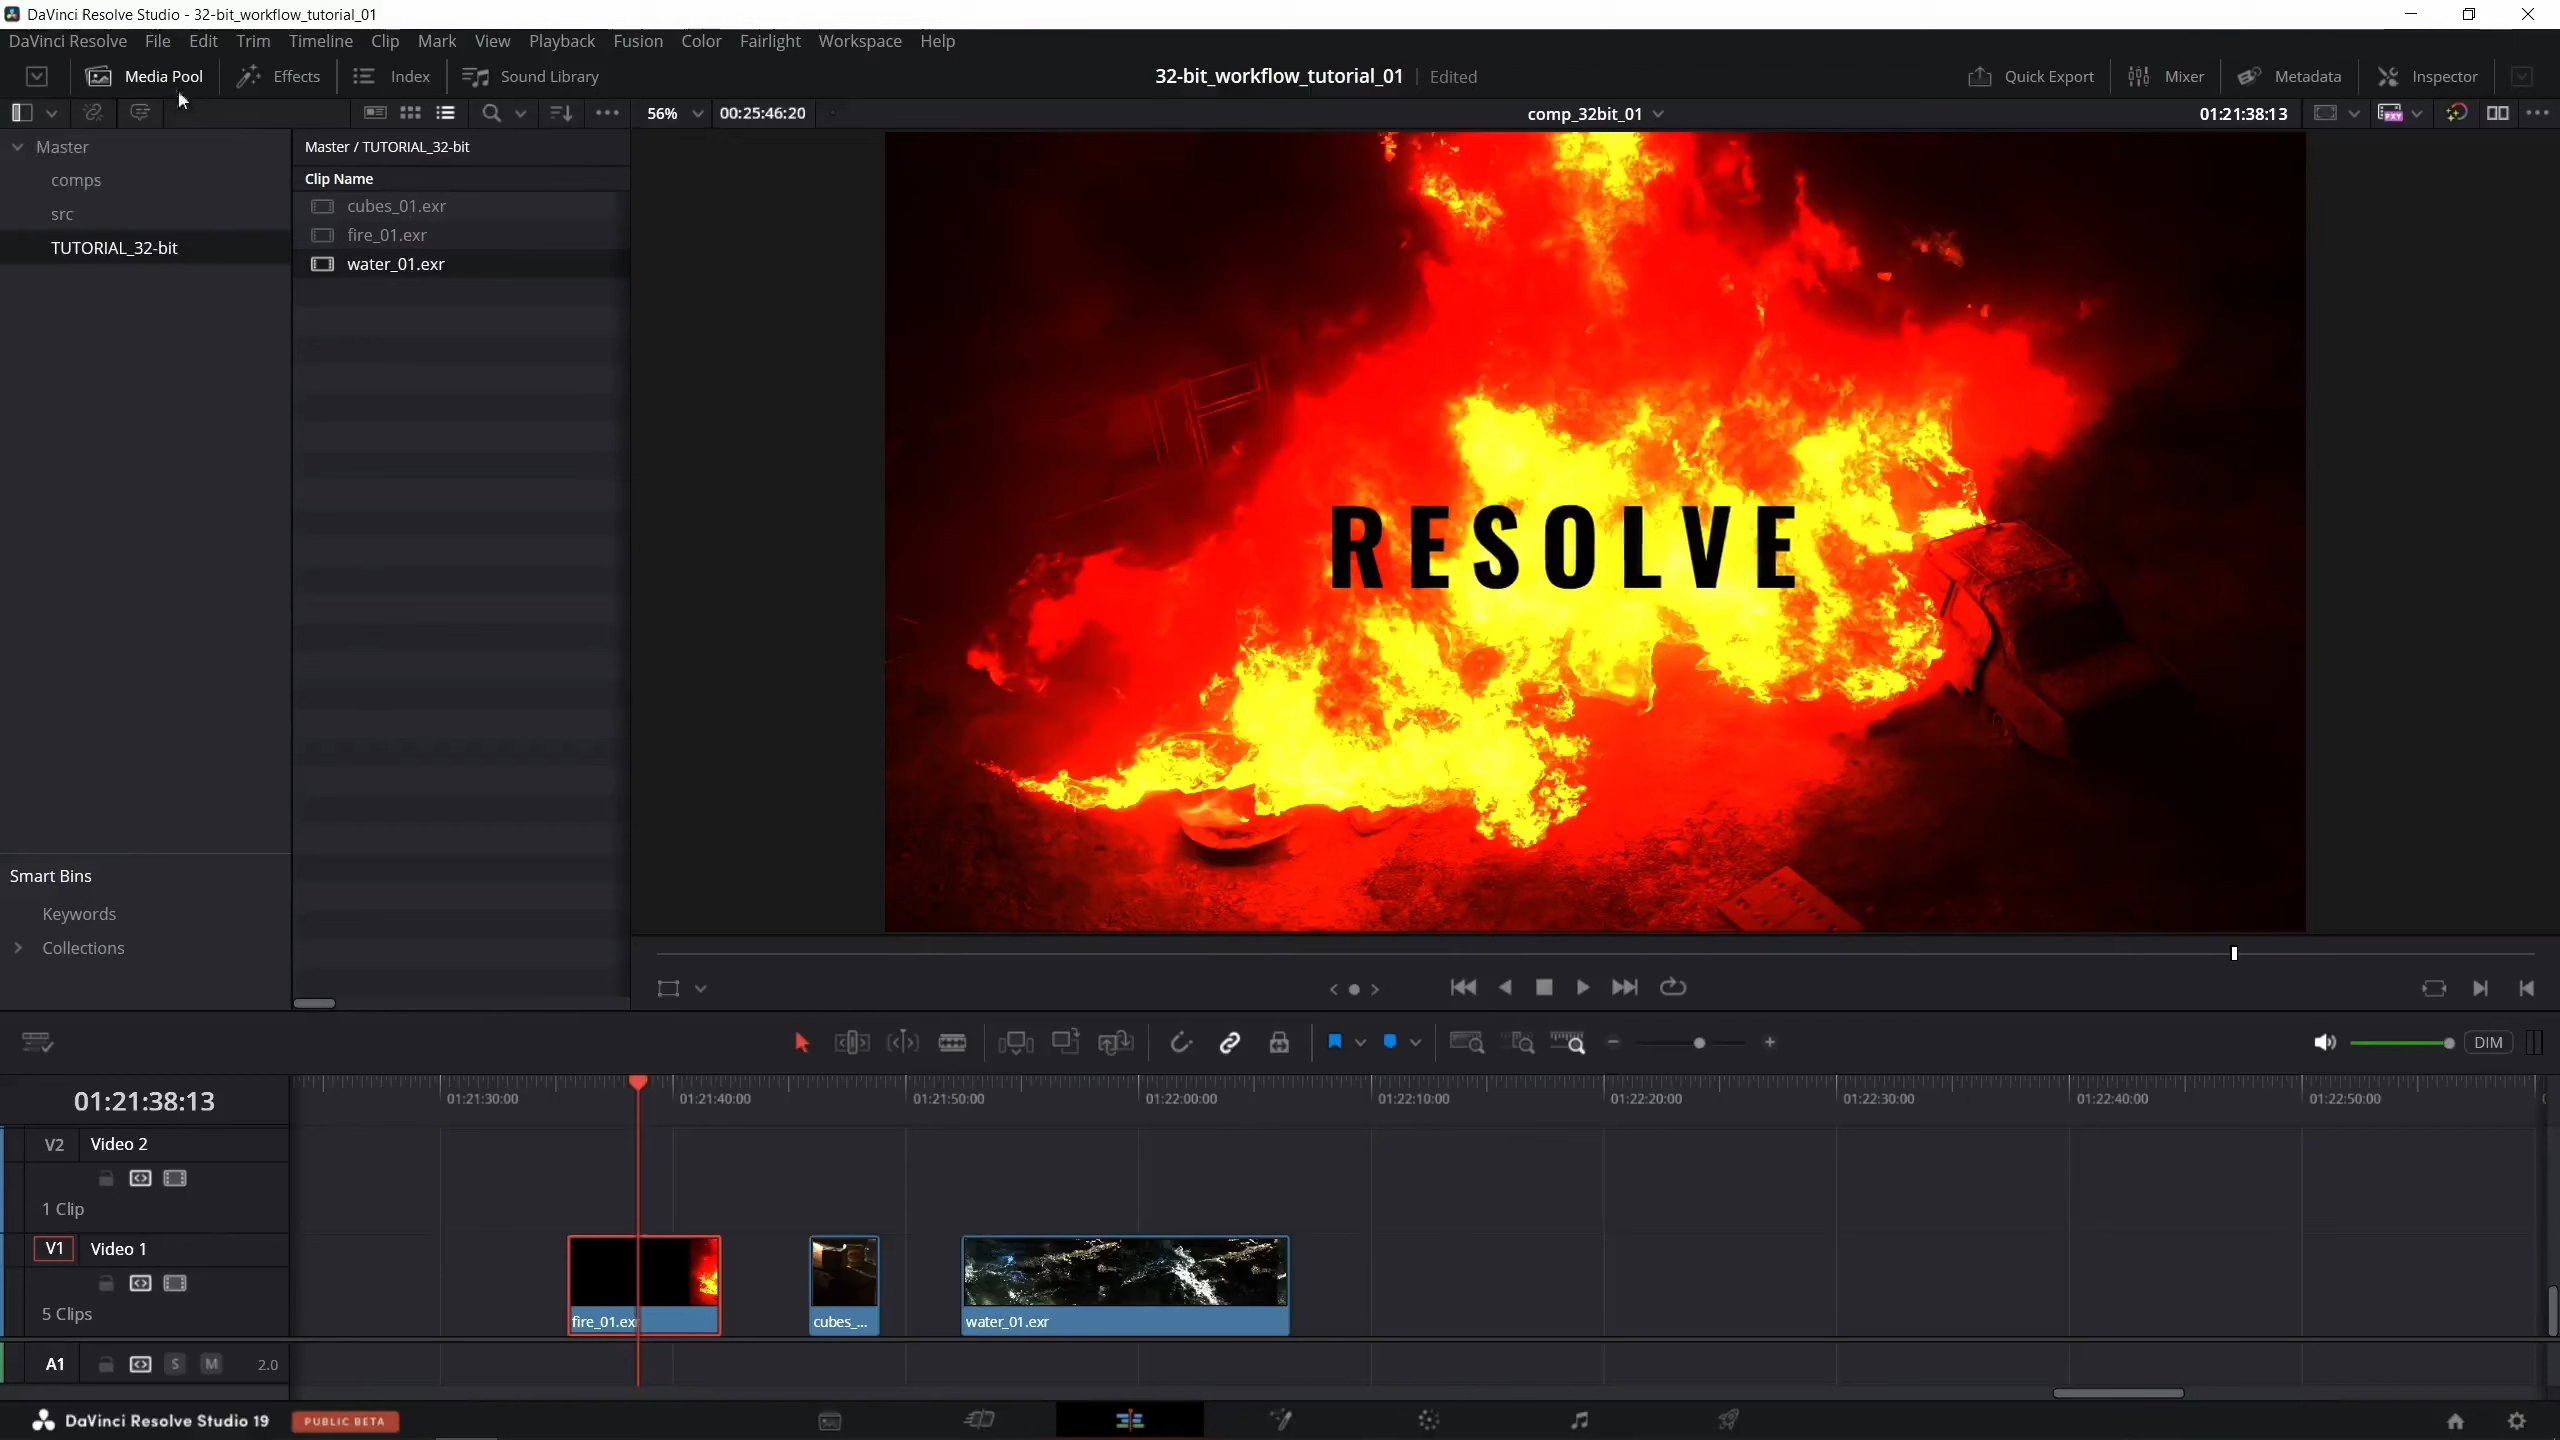 DaVinci Resolve Studio - 32-bit_workflow_tutorial_01
DaVinci Resolve File Edit Trim Timeline Clip Mark View Playback Fusion Color Fairlight Workspace Help
Media Pool Effects Index Sound Library 32-bit_workflow_tutorial_01 Edited Quick Export Mixer Metadata Inspector
56% 00:25:46:20 comp_32bit_01 01:21:38:13 PXY
Master
comps
src
TUTORIAL_32-bit
Master / TUTORIAL_32-bit
Clip Name
cubes_01.exr
fire_01.exr
water_01.exr
RESOLVE
Smart Bins
Keywords
Collections
DIM
01:21:38:13
01:21:30:00 01:21:40:00 01:21:50:00 01:22:00:00 01:22:10:00 01:22:20:00 01:22:30:00 01:22:40:00 01:22:50:00
V2 Video 2
1 Clip
V1 Video 1
5 Clips
fire_01.exr cubes_... water_01.exr
A1 S M 2.0
DaVinci Resolve Studio 19 PUBLIC BETA